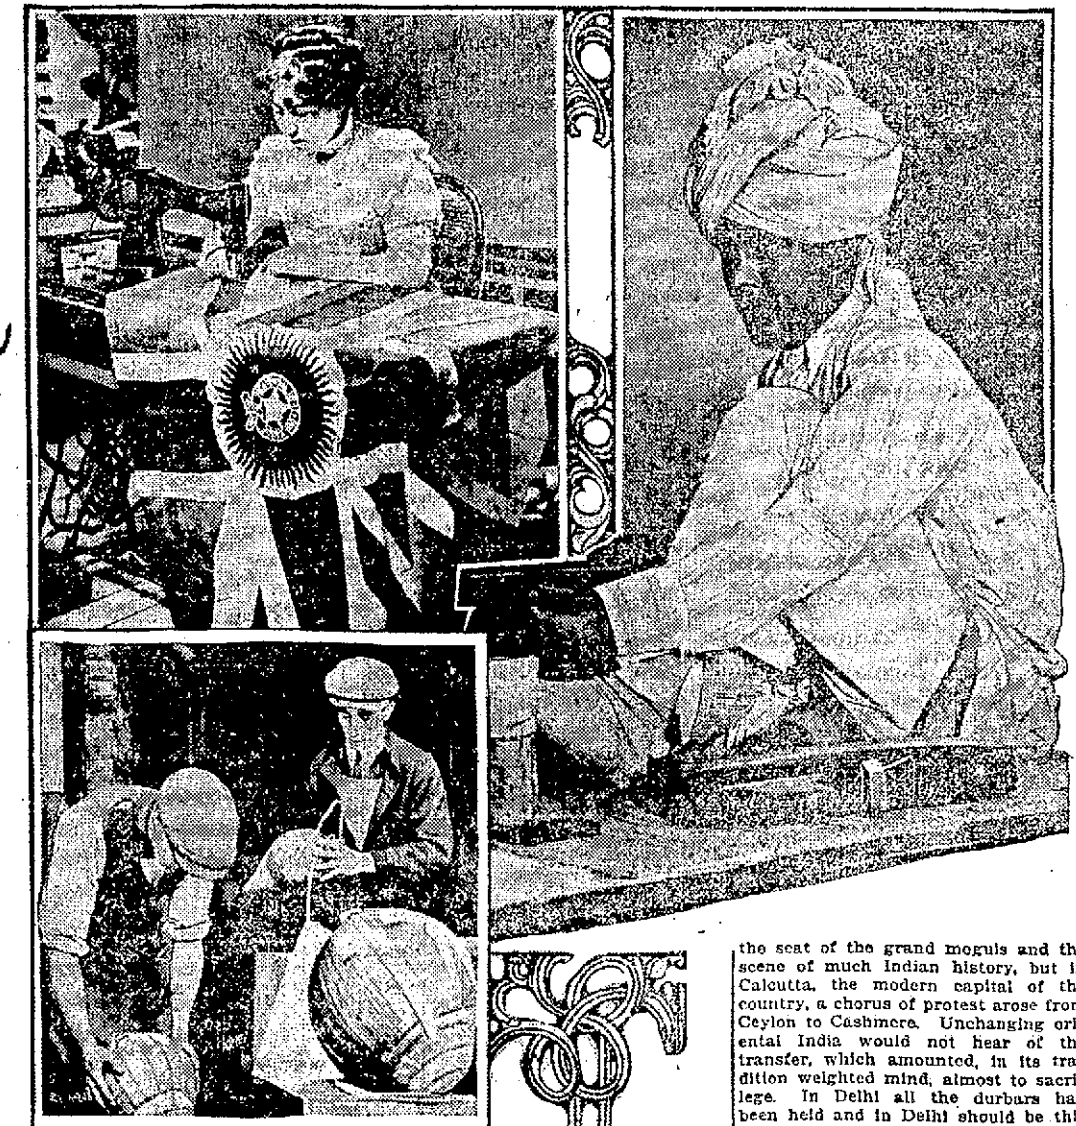 the seat of the grand moguls and th
scene of much Indian history, but i
Calcutta, the modern capital of th
country, a chorus of protest arose from
Ceylon to Cashmere. Unchanging ori
ental India would not hear of th
transfer, which amounted, in its tra
dition weighted mind, almost to sacri
lege. In Delhi all the durbars ha
been held and in Delhi should be thi